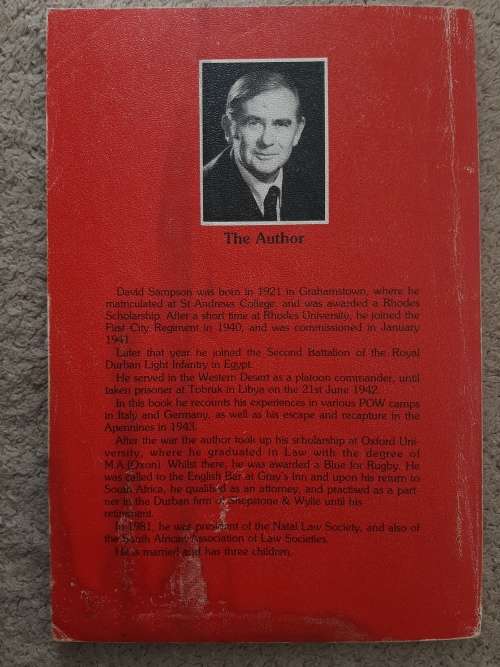 The Author
David Sampson was born in 1921 in Grahamstown, where he
matriculated at St Andrews College, and was awarded a Rhodes
Scholarship. After a short time at Rhodes University, he joined the
First City Regiment in 1940, and was commissioned in January
1941.
Later that year he joined the Second Battalion of the Royal
Durban Light Infantry in Egypt.
He served in the Western Desert as a platoon commander, until
taken prisoner at Tobruk in Libya on the 21st June 1942.
In this book he recounts his experiences in various POW camps
in Italy and Germany, as well as his escape and recapture in the
Apennines in 1943.
After the war the author took up his scholarship at Oxford Uni-
versity, where he graduated in Law with the degree of
M.A.(Oxon). Whilst there, he was awarded a Blue for Rugby. He
was called to the English Bar at Gray's Inn and upon his return to
South Africa, he qualified as an attorney, and practised as a part-
ner in the Durban firm of Shepstone & Wylie until his
retirement.
In 1981, he was president of the Natal Law Society, and also of
the South African Association of Law Societies.
He is married and has three children.